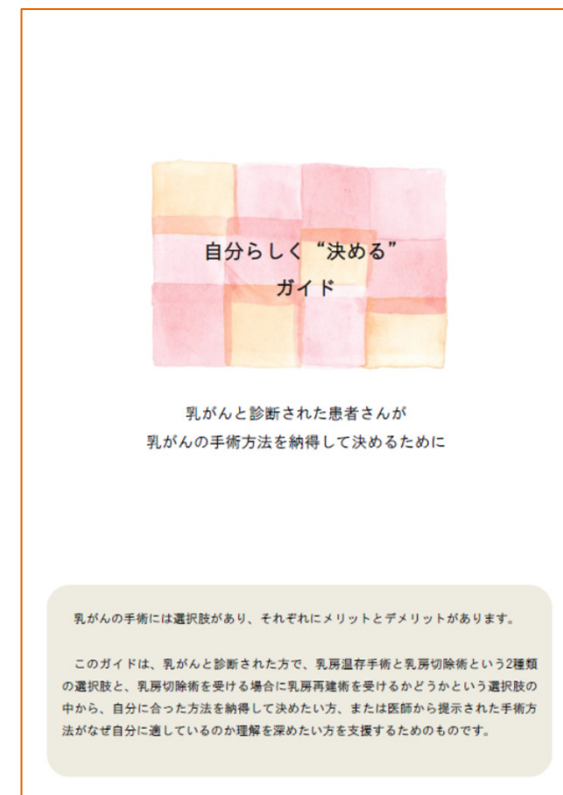 自分らしく“決める”
ガイド
乳がんと診断された患者さんが
乳がんの手術方法を納得して決めるために
乳がんの手術には選択肢があり、それぞれにメリットとデメリットがあります。
このガイドは、乳がんと診断された方で、乳房温存手術と乳房切除術という2種類
の選択肢と、乳房切除術を受ける場合に乳房再建術を受けるかどうかという選択肢の
中から、自分に合った方法を納得して決めたい方、または医師から提示された手術方
法がなぜ自分に適しているのか理解を深めたい方を支援するためのものです。